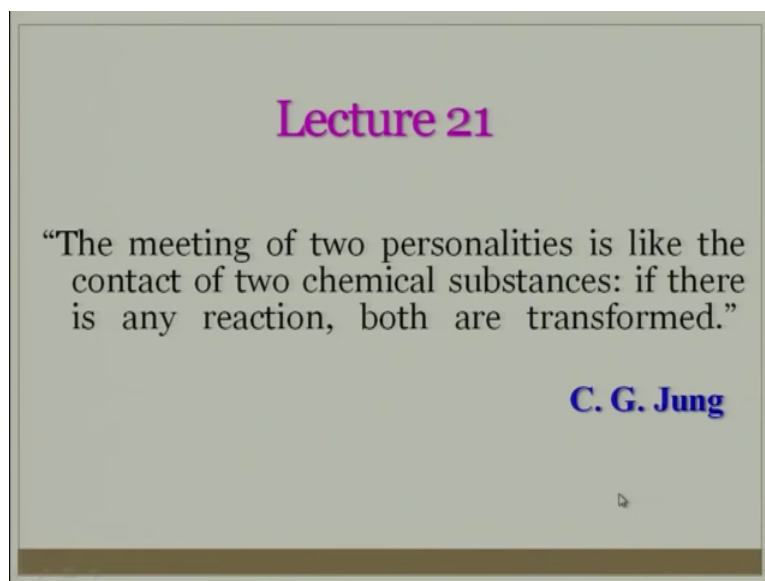 Lecture 21
“The meeting of two personalities is like the
contact of two chemical substances: if there
is any reaction, both are transformed.”
C. G. Jung